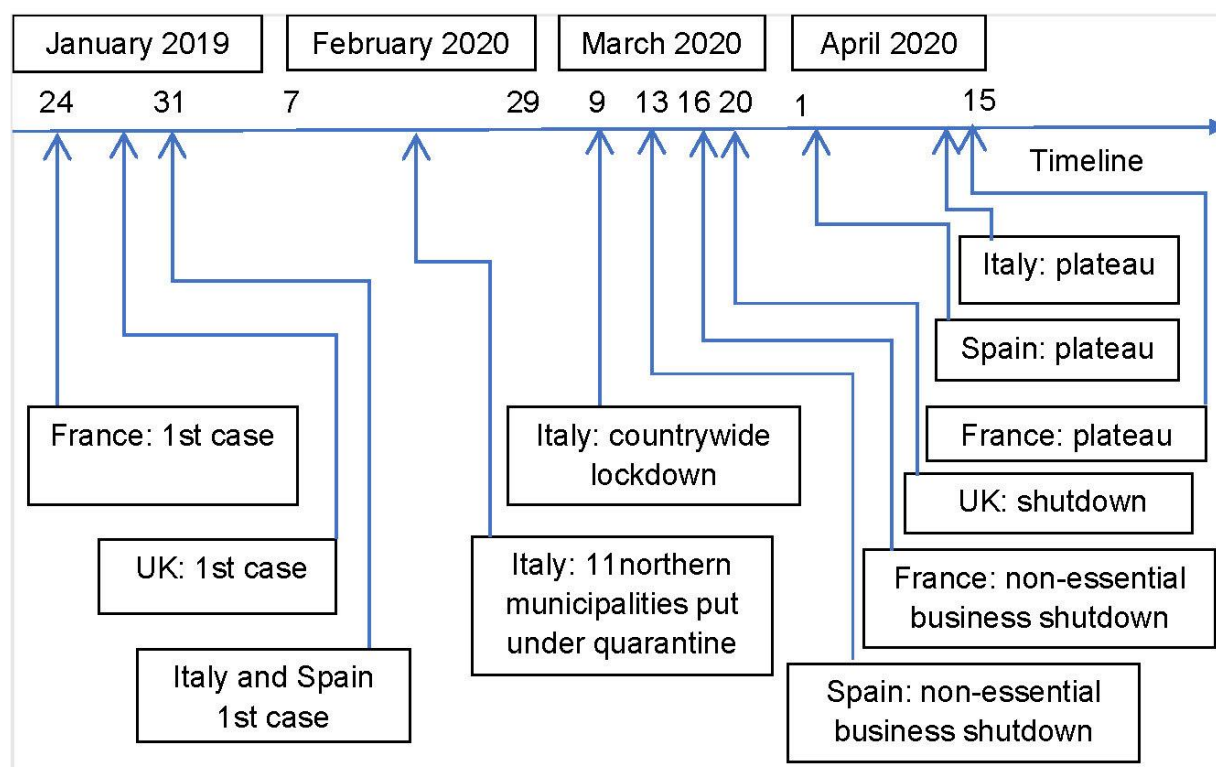 January 2019
February 2020
March 2020
April 2020
24
31
7
29
9
13
16
20
1
15
Timeline
Italy: plateau
Spain: plateau
France: 1st case
Italy: countrywide
lockdown
France: plateau
UK: shutdown
UK: 1st case
Italy: 11northern
municipalities put
under quarantine
France: non-essential
business shutdown
Italy and Spain
1st case
Spain: non-essential
business shutdown